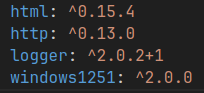 html: ^0.15.4
http: ^0.13.0
logger: ^2.0.2+1
windows1251: ^2.0.0